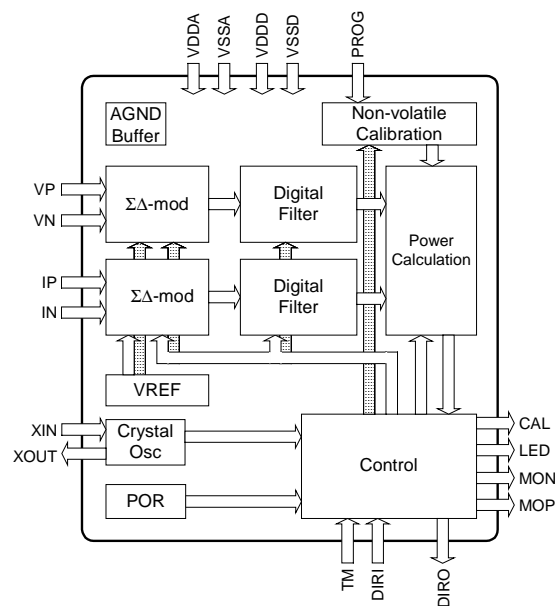 VDDA
VSSA
VDDD
VSSD
PROG
AGND
Buffer
Non-volatile
Calibration
VP
VN
ΣΔ-mod
Digital
Filter
Power
Calculation
IP
IN
ΣΔ-mod
Digital
Filter
VREF
XIN
XOUT
Crystal
Osc
Control
CAL
LED
MON
MOP
POR
TM
DIRI
DIRO